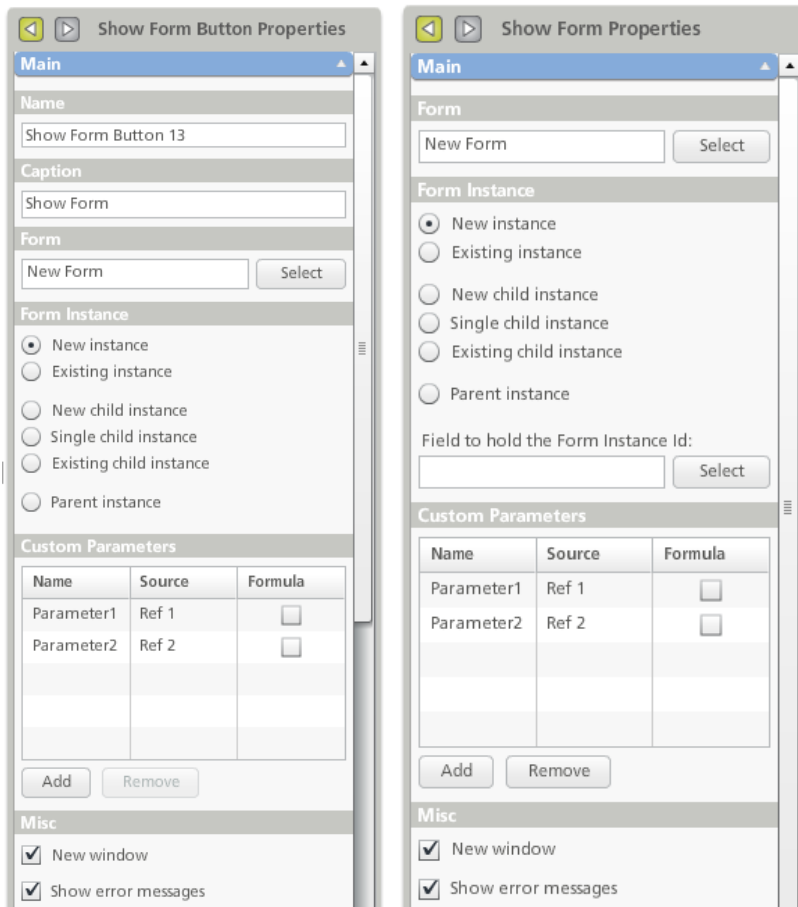 Show Form Button Properties
Main
Name
Show Form Button 13
Caption
Show Form
Form
New Form
Select
Form Instance
New instance
Existing instance
New child instance
Single child instance
Existing child instance
Parent instance
Custom Parameters
Name Source Formula
Parameter1 Ref 1
Parameter2 Ref 2
Add Remove
Misc
New window
Show error messages
Show Form Properties
Main
Form
New Form
Select
Form Instance
New instance
Existing instance
New child instance
Single child instance
Existing child instance
Parent instance
Field to hold the Form Instance Id:
Select
Custom Parameters
Name Source Formula
Parameter1 Ref 1
Parameter2 Ref 2
Add Remove
Misc
New window
Show error messages